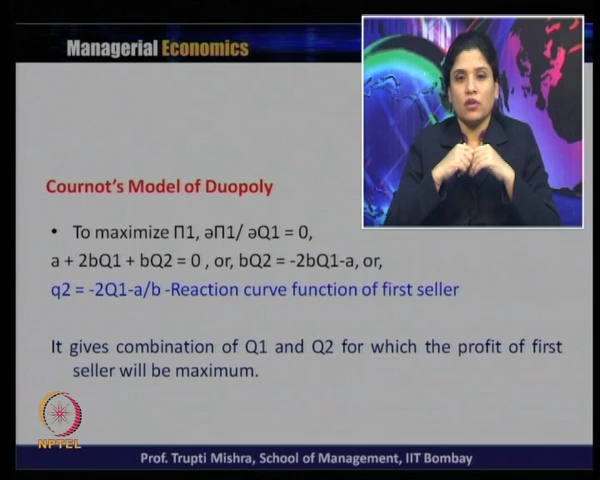 Managerial Economics
Cournot's Model of Duopoly
• To maximize Π1, ∂Π1/ ∂Q1 = 0,
a + 2bQ1 + bQ2 = 0 , or, bQ2 = -2bQ1-a, or,
q2 = -2Q1-a/b -Reaction curve function of first seller
It gives combination of Q1 and Q2 for which the profit of first
seller will be maximum.
NPTEL
Prof. Trupti Mishra, School of Management, IIT Bombay